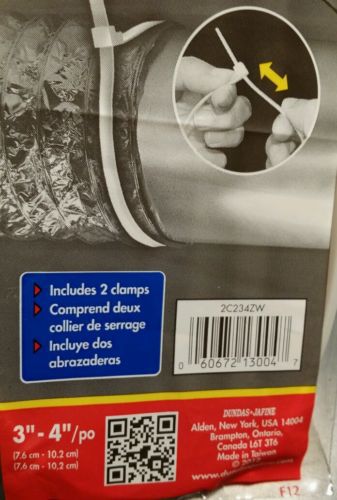 Includes 2 clamps
Comprend deux
collier de serrage
Incluye dos
abrazaderas
2C234ZW
0 60672 13004 7
3" - 4"/po
(7.6 cm - 10.2 cm)
(7.6 cm - 10.2 cm)
DUNDAS • JAFINE
Alden, New York, USA 14004
Brampton, Ontario,
Canada L6T 3T6
Made in Taiwan
F12